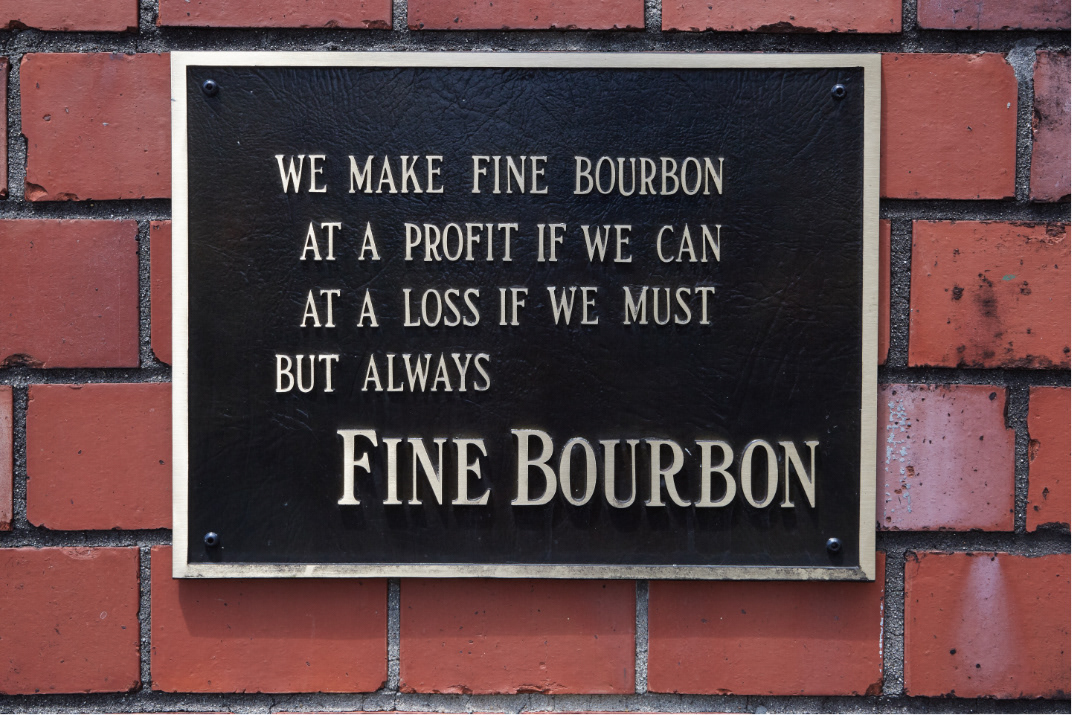 WE MAKE FINE BOURBON
AT A PROFIT IF WE CAN
AT A LOSS IF WE MUST
BUT ALWAYS
FINE BOURBON